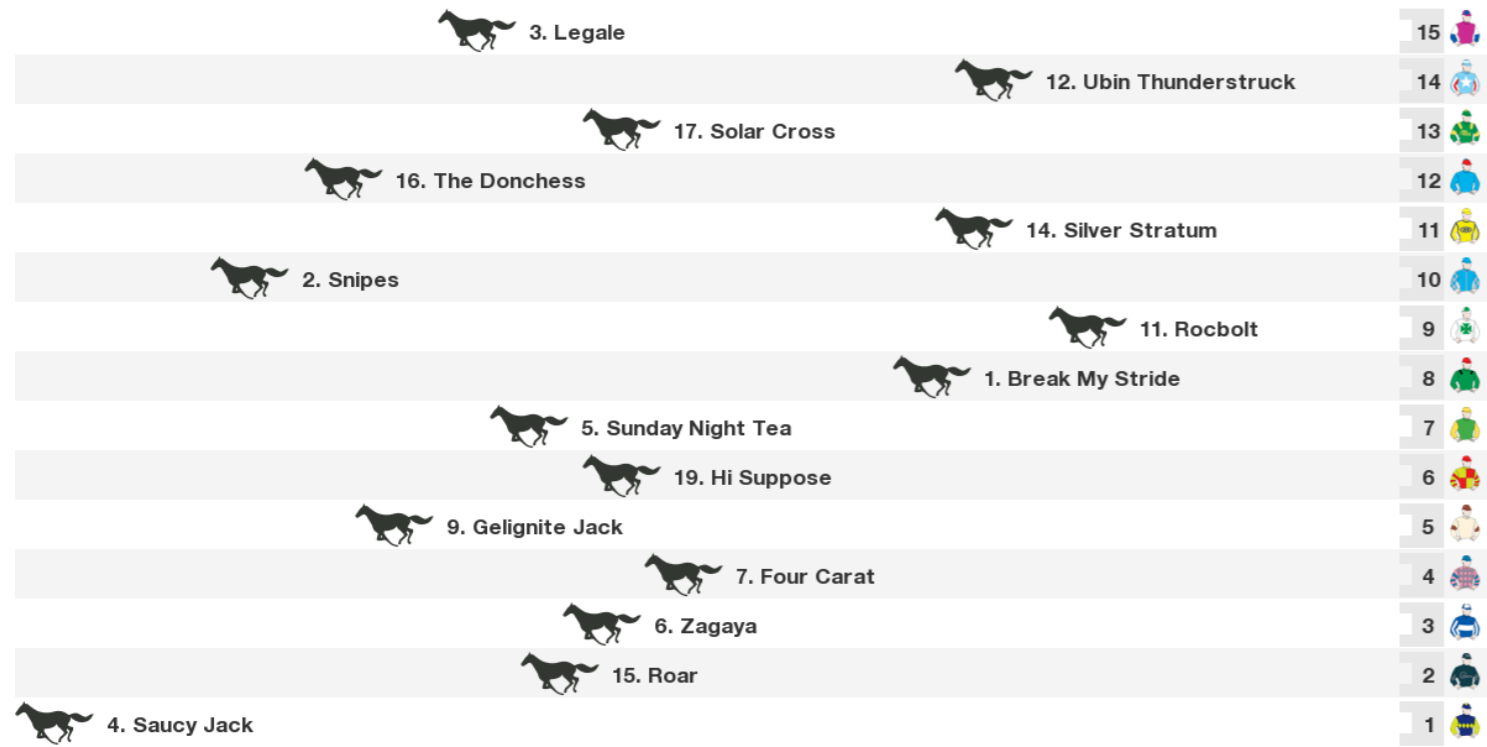 3. Legale 15
12. Ubin Thunderstruck 14
17. Solar Cross 13
16. The Donchess 12
14. Silver Stratum 11
2. Snipes 10
11. Rocbolt 9
1. Break My Stride 8
5. Sunday Night Tea 7
19. Hi Suppose 6
9. Gelignite Jack 5
7. Four Carat 4
6. Zagaya 3
15. Roar 2
4. Saucy Jack 1